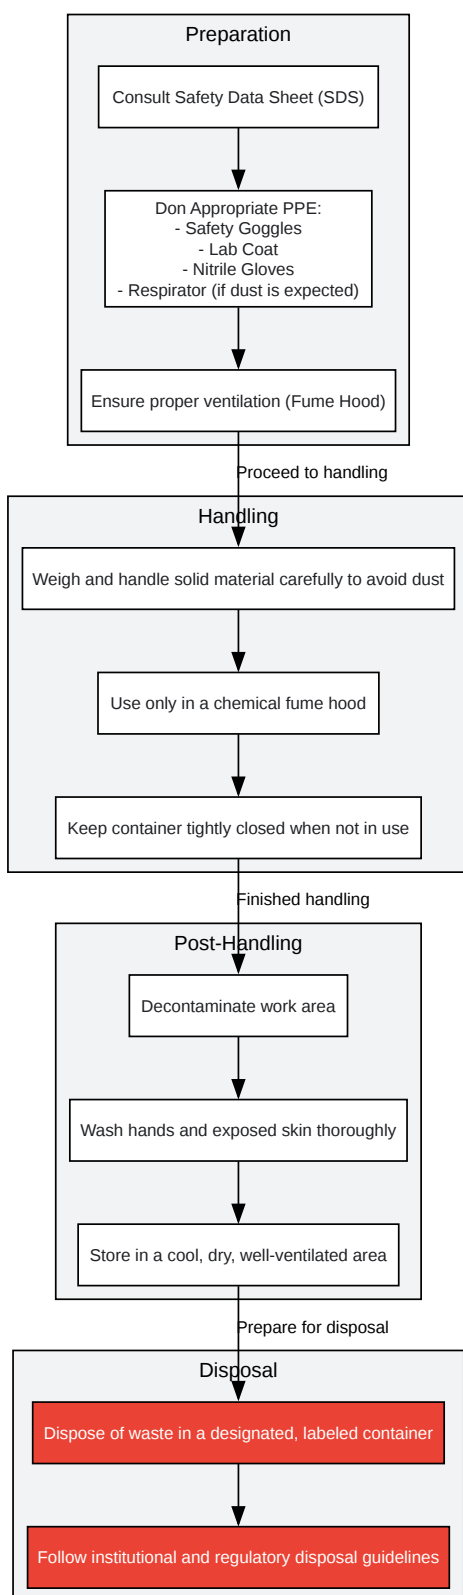 Preparation
Consult Safety Data Sheet (SDS)
Don Appropriate PPE:
- Safety Goggles
- Lab Coat
- Nitrile Gloves
- Respirator (if dust is expected)
Ensure proper ventilation (Fume Hood)
Proceed to handling
Handling
Weigh and handle solid material carefully to avoid dust
Use only in a chemical fume hood
Keep container tightly closed when not in use
Finished handling
Post-Handling
Decontaminate work area
Wash hands and exposed skin thoroughly
Store in a cool, dry, well-ventilated area
Prepare for disposal
Disposal
Dispose of waste in a designated, labeled container
Follow institutional and regulatory disposal guidelines